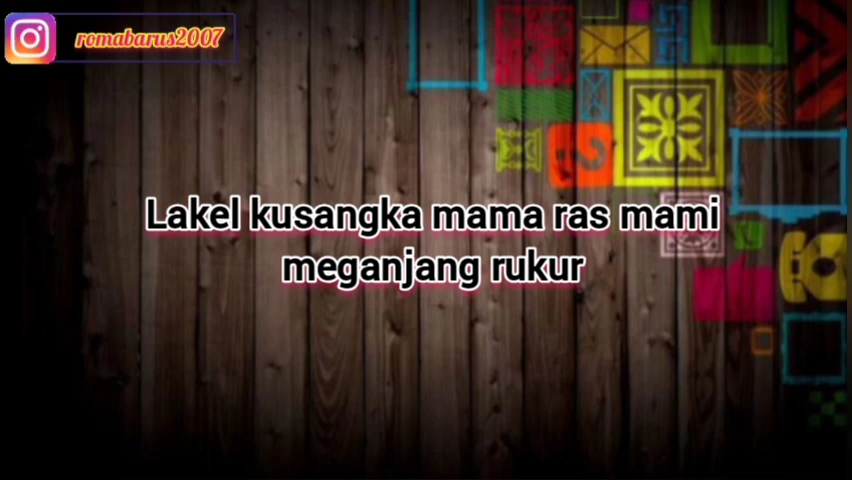 romabarus2007
Lakel kusangka mama ras mami
meganjang rukur